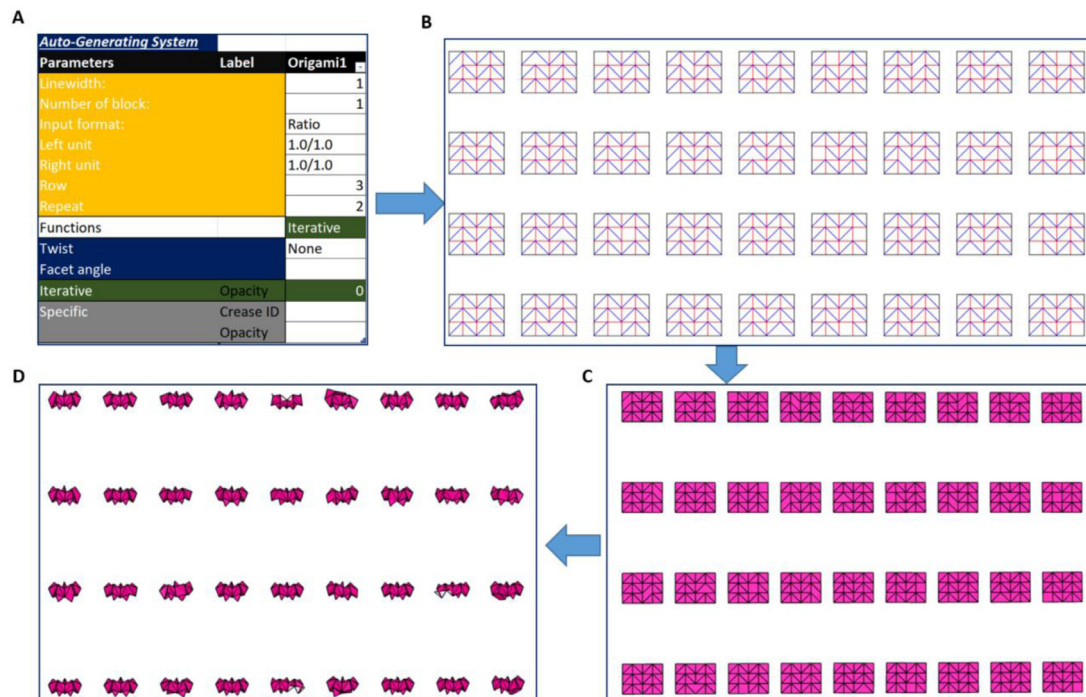 A
Auto-Generating System
Parameters Label Origami1
Linewidth: 1
Number of block: 1
Input format: Ratio
Left unit 1.0/1.0
Right unit 1.0/1.0
Row 3
Repeat 2
Functions Iterative
Twist None
Facet angle
Iterative Opacity 0
Specific Crease ID
Opacity
B
D
C